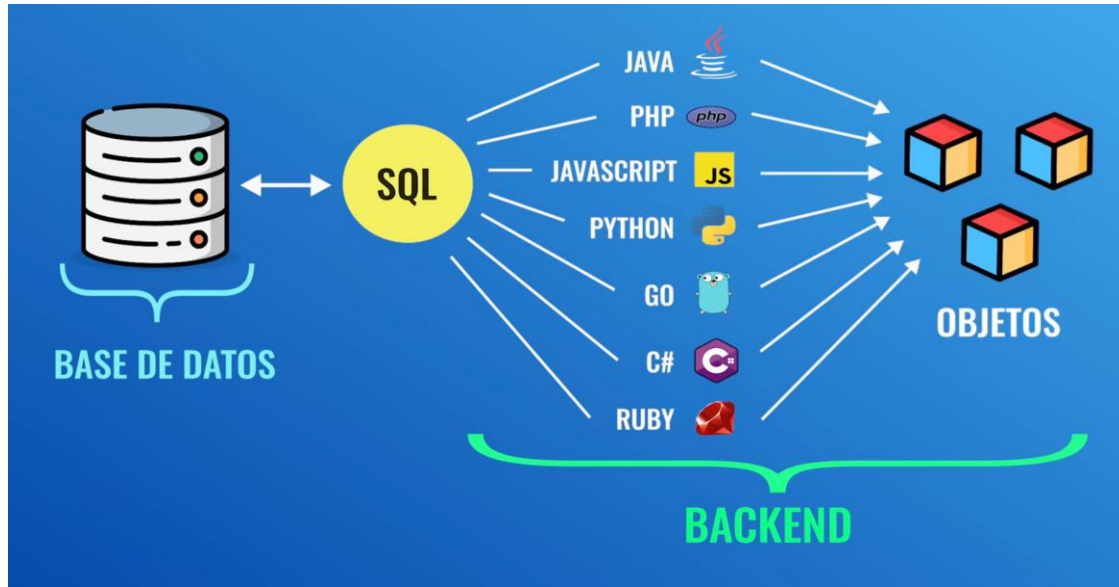 JAVA
PHP php
JAVASCRIPT JS
SQL
PYTHON
GO
OBJETOS
BASE DE DATOS
C# C#
RUBY
BACKEND